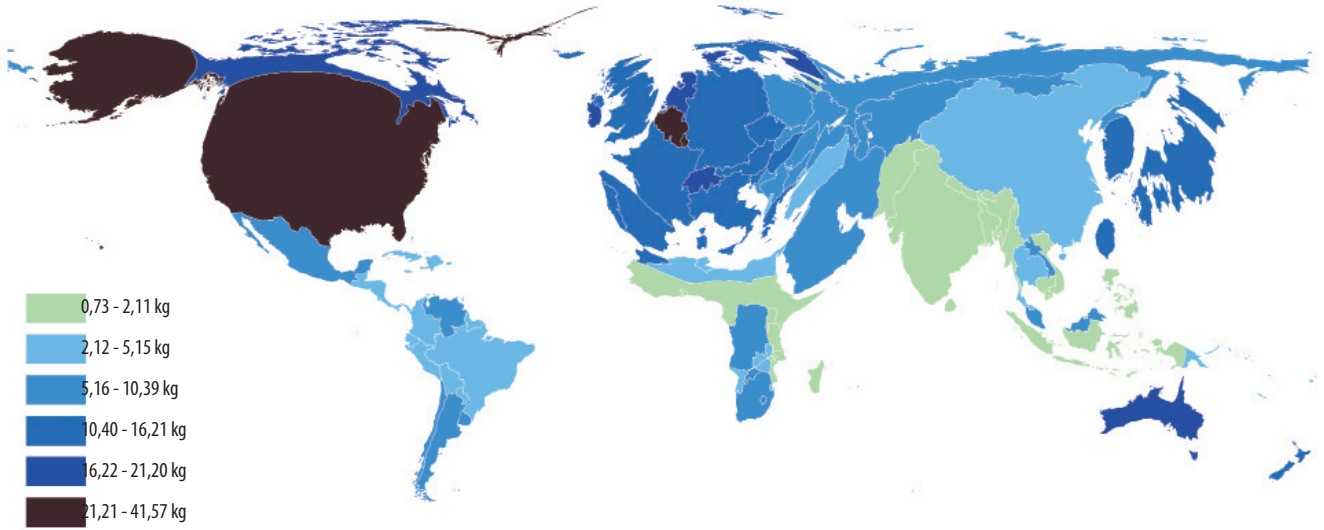 0,73 - 2,11 kg
2,12 - 5,15 kg
5,16 - 10,39 kg
10,40 - 16,21 kg
16,22 - 21,20 kg
21,21 - 41,57 kg